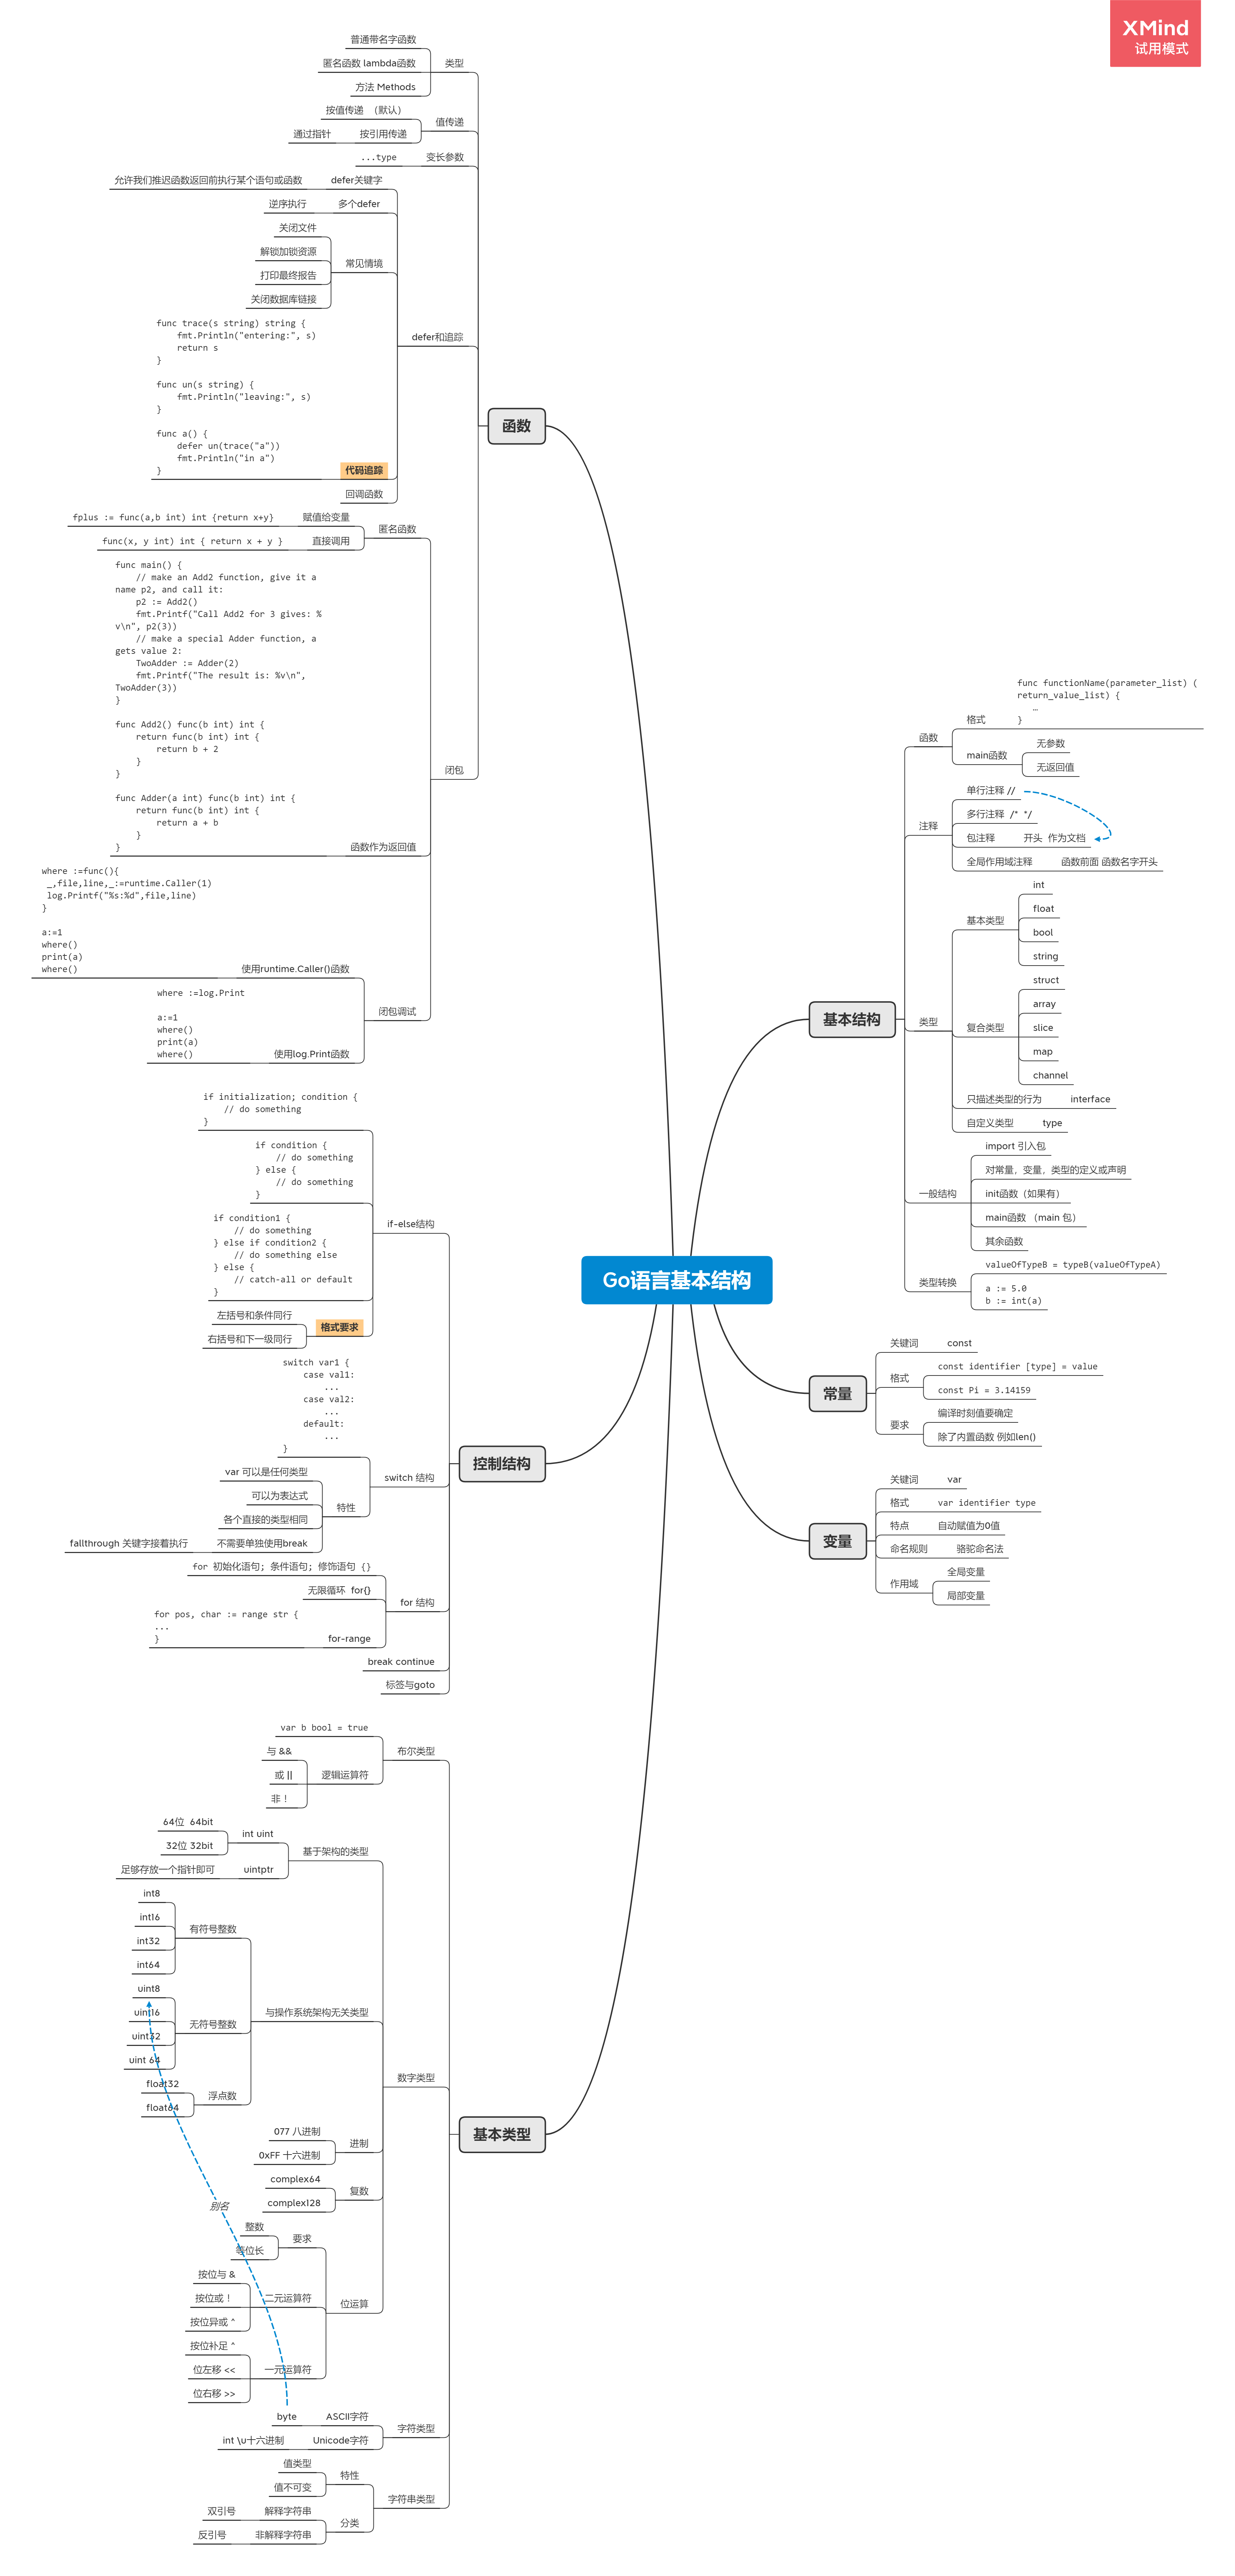 XMind
试用模式
Go语言基本结构
基本结构
函数
格式
func functionName(parameter_list) (
return_value_list) {
…
}
main函数
无参数
无返回值
注释
单行注释 //
多行注释 /* */
包注释
开头 作为文档
全局作用域注释
函数前面 函数名字开头
类型
基本类型
int
float
bool
string
复合类型
struct
array
slice
map
channel
只描述类型的行为
interface
自定义类型
type
一般结构
import 引入包
对常量，变量，类型的定义或声明
init函数（如果有）
main函数 （main 包）
其余函数
类型转换
valueOfTypeB = typeB(valueOfTypeA)
a := 5.0
b := int(a)
常量
关键词
const
格式
const identifier [type] = value
const Pi = 3.14159
要求
编译时刻值要确定
除了内置函数 例如len()
变量
关键词
var
格式
var identifier type
特点
自动赋值为0值
命名规则
骆驼命名法
作用域
全局变量
局部变量
函数
类型
普通带名字函数
匿名函数 lambda函数
方法 Methods
值传递
按值传递 （默认）
按引用传递
通过指针
变长参数
...type
defer和追踪
defer关键字
允许我们推迟函数返回前执行某个语句或函数
多个defer
逆序执行
常见情境
关闭文件
解锁加锁资源
打印最终报告
关闭数据库链接
代码追踪
func trace(s string) string {
fmt.Println("entering:", s)
return s
}
func un(s string) {
fmt.Println("leaving:", s)
}
func a() {
defer un(trace("a"))
fmt.Println("in a")
}
回调函数
闭包
匿名函数
赋值给变量
fplus := func(a,b int) int {return x+y}
直接调用
func(x, y int) int { return x + y }
函数作为返回值
func main() {
// make an Add2 function, give it a
name p2, and call it:
p2 := Add2()
fmt.Printf("Call Add2 for 3 gives: %
v\n", p2(3))
// make a special Adder function, a
gets value 2:
TwoAdder := Adder(2)
fmt.Printf("The result is: %v\n",
TwoAdder(3))
}
func Add2() func(b int) int {
return func(b int) int {
return b + 2
}
}
func Adder(a int) func(b int) int {
return func(b int) int {
return a + b
}
}
闭包调试
使用runtime.Caller()函数
where :=func(){
_,file,line,_:=runtime.Caller(1)
log.Printf("%s:%d",file,line)
}
a:=1
where()
print(a)
where()
使用log.Print函数
where :=log.Print
a:=1
where()
print(a)
where()
控制结构
if-else结构
if initialization; condition {
// do something
}
if condition {
// do something
} else {
// do something
}
if condition1 {
// do something
} else if condition2 {
// do something else
} else {
// catch-all or default
}
格式要求
左括号和条件同行
右括号和下一级同行
switch 结构
switch var1 {
case val1:
...
case val2:
...
default:
...
}
特性
var 可以是任何类型
可以为表达式
各个直接的类型相同
不需要单独使用break
fallthrough 关键字接着执行
for 结构
for 初始化语句; 条件语句; 修饰语句 {}
无限循环 for{}
for-range
for pos, char := range str {
...
}
break continue
标签与goto
基本类型
布尔类型
var b bool = true
逻辑运算符
与 &&
或 ||
非！
数字类型
基于架构的类型
int uint
64位 64bit
32位 32bit
uintptr
足够存放一个指针即可
与操作系统架构无关类型
有符号整数
int8
int16
int32
int64
无符号整数
uint8
uint16
uint32
uint 64
浮点数
float32
float64
进制
077 八进制
0xFF 十六进制
复数
complex64
complex128
别名
位运算
要求
整数
等位长
二元运算符
按位与 &
按位或！
按位异或 ^
一元运算符
按位补足 ^
位左移 <<
位右移 >>
字符类型
ASCII字符
byte
Unicode字符
int \u十六进制
字符串类型
特性
值类型
值不可变
分类
解释字符串
双引号
非解释字符串
反引号